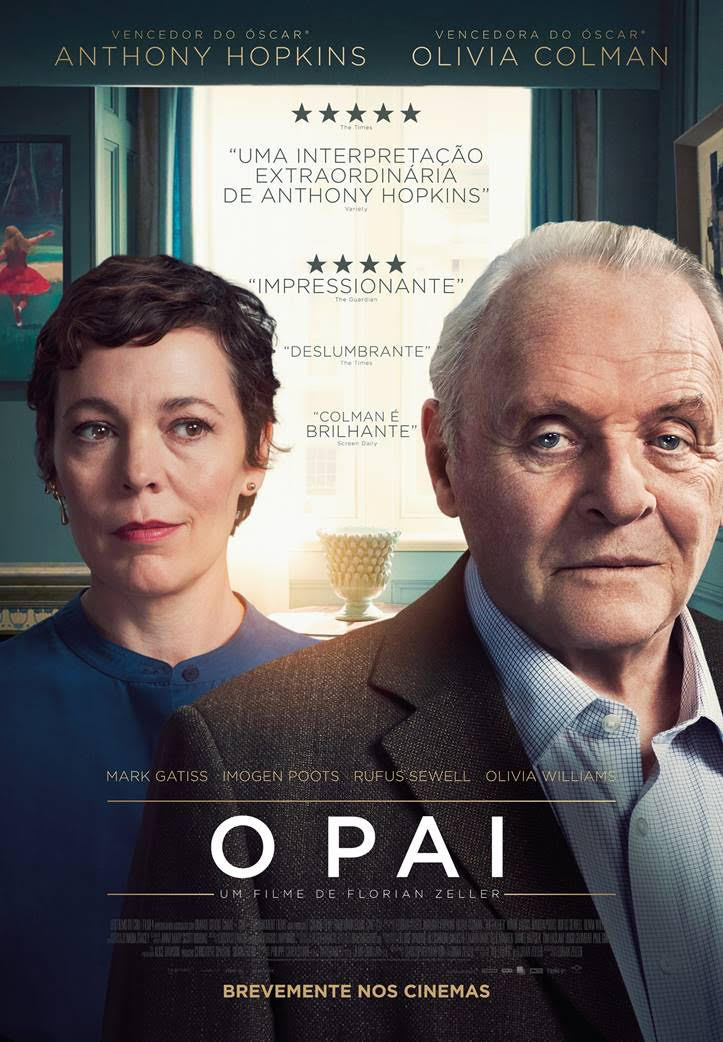 VENCEDOR DO ÓSCAR®
ANTHONY HOPKINS
VENCEDORA DO ÓSCAR®
OLIVIA COLMAN
★★★★★
The Times
“UMA INTERPRETAÇÃO
EXTRAORDINÁRIA
DE ANTHONY HOPKINS”
Variety
★★★★
“IMPRESSIONANTE”
The Guardian
“DESLUMBRANTE”
The Times
“COLMAN É
BRILHANTE”
Screen Daily
MARK GATISS IMOGEN POOTS RUFUS SEWELL OLIVIA WILLIAMS
O PAI
UM FILME DE FLORIAN ZELLER
BREVEMENTE NOS CINEMAS